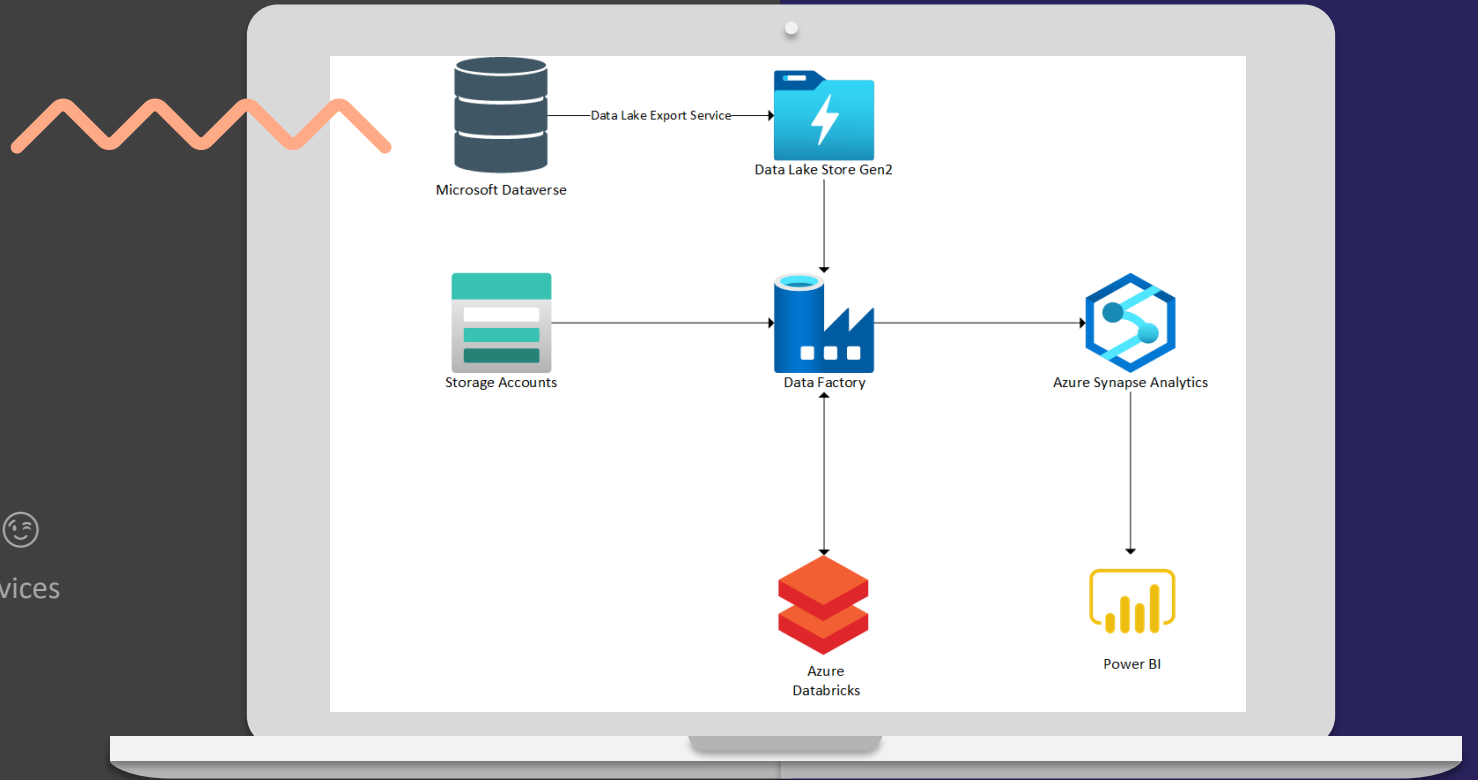 Data Lake Export Service
Data Lake Store Gen2
Microsoft Dataverse
Storage Accounts
Data Factory
Azure Synapse Analytics
vices
Power BI
Azure
Databricks